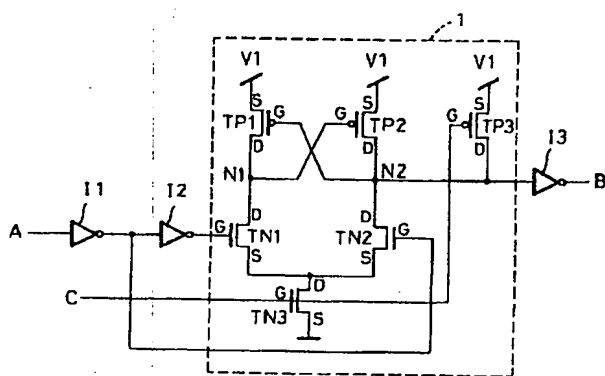 1
V1 V1 V1
S S S
TP1 G G TP2 G TP3
D D D
I3
N1 N2 B
I1 I2
A G D TN1 D TN2 G
S S
D
C G
TN3 S